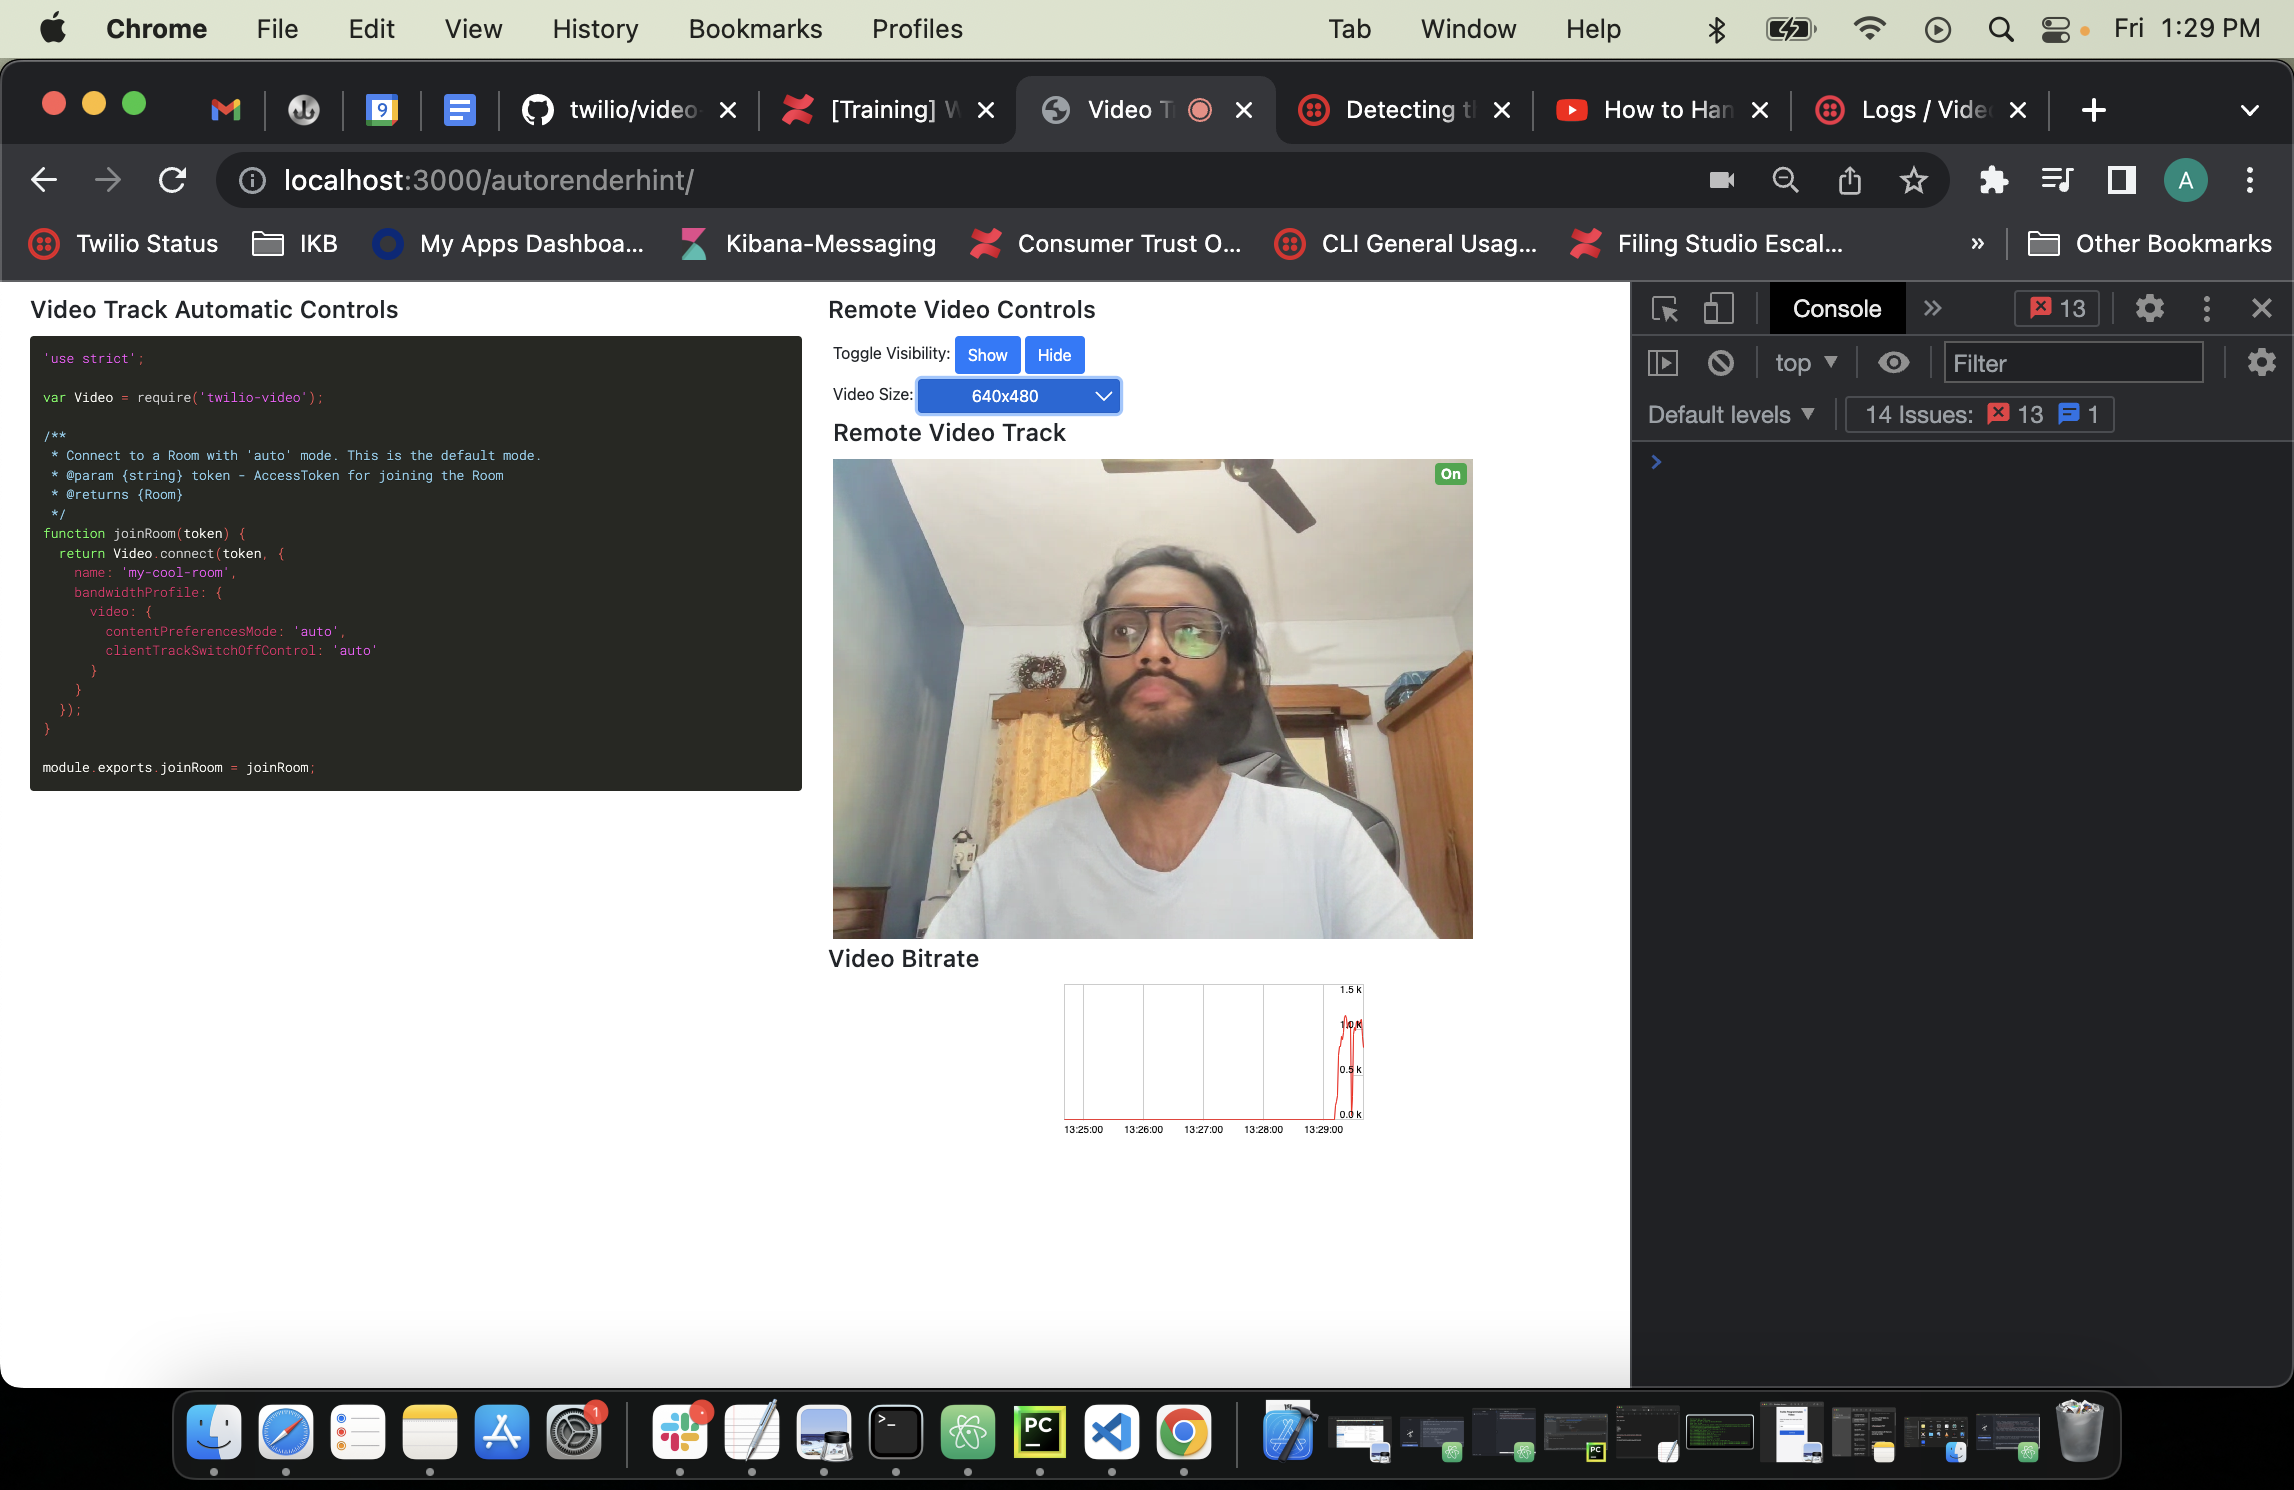 Chrome File Edit View History Bookmarks Profiles Tab Window Help Fri 1:29 PM
9 twilio/video- [Training] W Video T Detecting t How to Han Logs / Vide
localhost:3000/autorenderhint/ A
Twilio Status IKB My Apps Dashboa... Kibana-Messaging Consumer Trust O... CLI General Usag... Filing Studio Escal... » Other Bookmarks
Video Track Automatic Controls
'use strict';
var Video = require('twilio-video');
/**
* Connect to a Room with 'auto' mode. This is the default mode.
* @param {string} token - AccessToken for joining the Room
* @returns {Room}
*/
function joinRoom(token) {
return Video.connect(token, {
name: 'my-cool-room',
bandwidthProfile: {
video: {
contentPreferencesMode: 'auto',
clientTrackSwitchOffControl: 'auto'
}
}
});
}
module.exports.joinRoom = joinRoom;
Remote Video Controls
Toggle Visibility: Show Hide
Video Size: 640x480
Remote Video Track
On
Video Bitrate
1.5 k
1.0 k
0.5 k
0.0 k
13:25:00 13:26:00 13:27:00 13:28:00 13:29:00
Console » 13
top Filter
Default levels 14 Issues: 13 1
1
>_
PC
PC